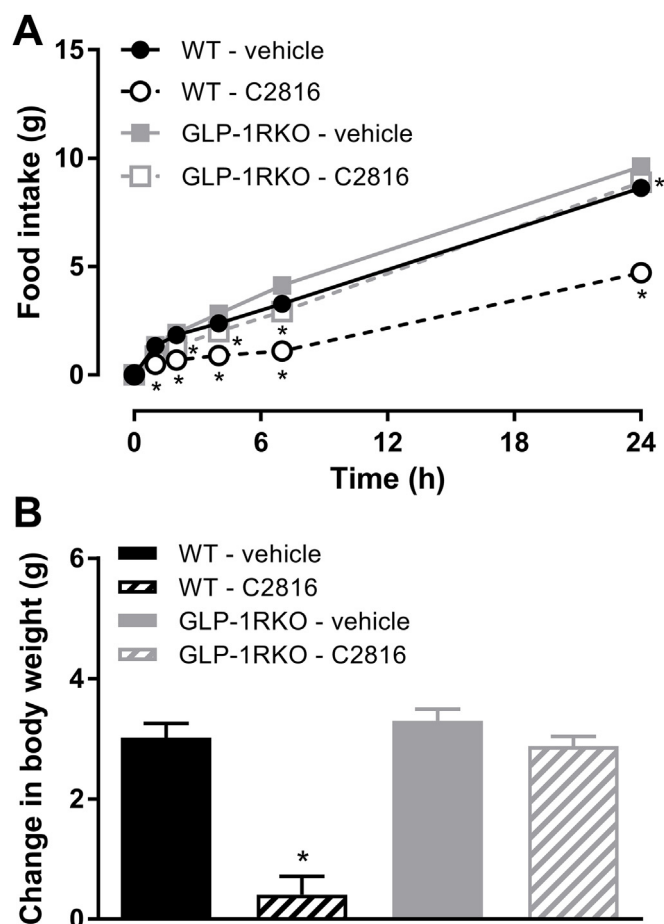 A
15
10
5
0
Food intake (g)
WT - vehicle
WT - C2816
GLP-1RKO - vehicle
GLP-1RKO - C2816
*
*
*
*
*
*
*
*
*
0 6 12 18 24
Time (h)
B
6
4
2
0
Change in body weight (g)
WT - vehicle
WT - C2816
GLP-1RKO - vehicle
GLP-1RKO - C2816
*